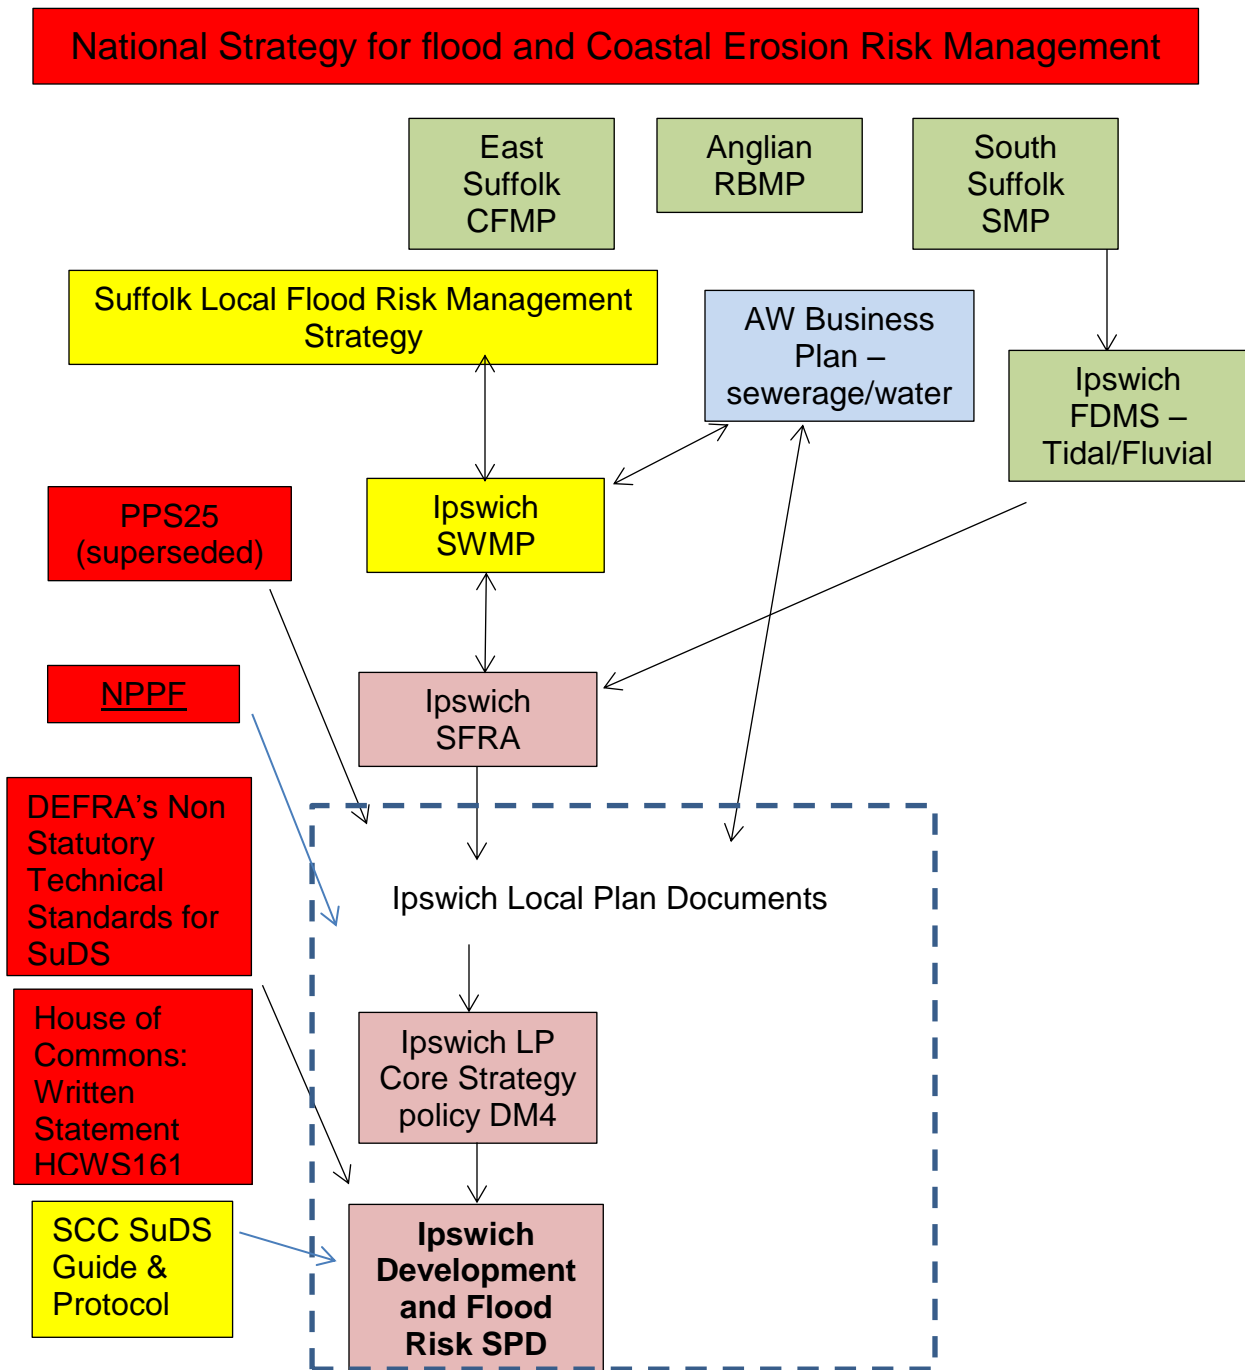 National Strategy for flood and Coastal Erosion Risk Management
East
Suffolk
CFMP
Anglian
RBMP
South
Suffolk
SMP
Suffolk Local Flood Risk Management
Strategy
AW Business
Plan –
sewerage/water
Ipswich
FDMS –
Tidal/Fluvial
PPS25
(superseded)
Ipswich
SWMP
NPPF
Ipswich
SFRA
DEFRA’s Non
Statutory
Technical
Standards for
SuDS
Ipswich Local Plan Documents
House of
Commons:
Written
Statement
HCWS161
Ipswich LP
Core Strategy
policy DM4
SCC SuDS
Guide &
Protocol
Ipswich
Development
and Flood
Risk SPD